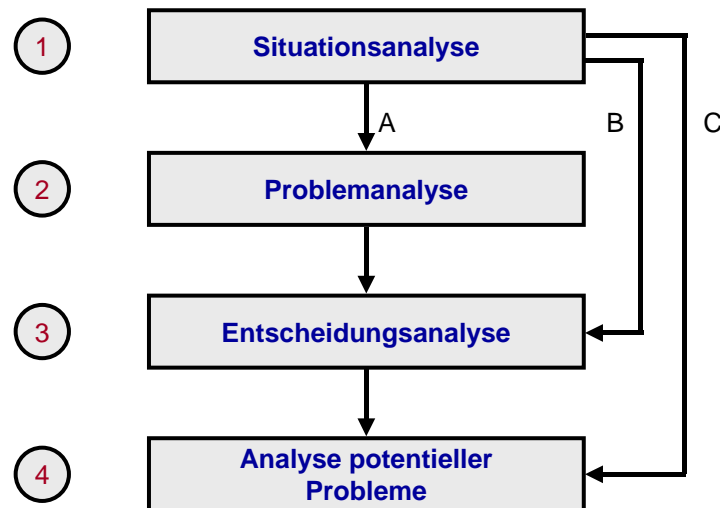 1
Situationsanalyse
A
B
C
2
Problemanalyse
3
Entscheidungsanalyse
4
Analyse potentieller
Probleme